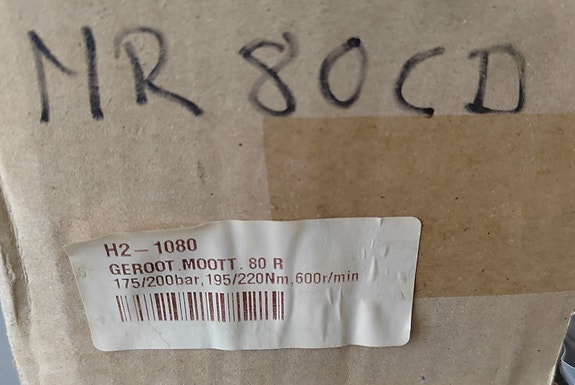 MR 80CD
H2-1080
GEROOT.MOOTT. 80 R
175/200bar,195/220Nm,600r/min